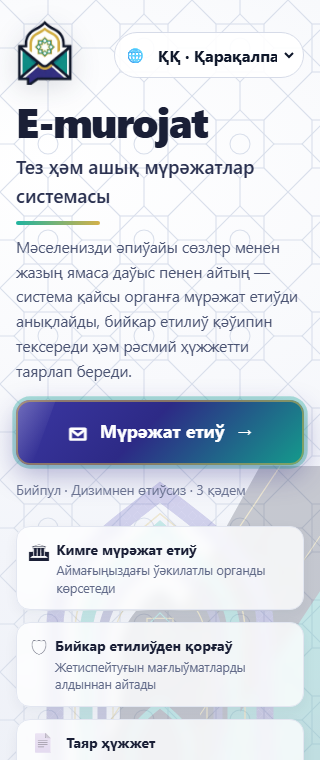 ҚҚ · Қарақалпа
E-murojat
Тез ҳәм ашық мүрәжатлар
системасы
Мәселенизди әпиўайы сөзлер менен
жазың ямаса даўыс пенен айтың —
система қайсы органға мүрәжат етиўди
анықлайды, бийкар етилиў қәўипин
тексереди ҳәм рәсмий ҳүжжетти
таярлап береди.
Мүрәжат етиў →
Бийпул · Дизимнен өтиўсиз · 3 қәдем
Кимге мүрәжат етиў
Аймағыңыздағы ўәкилатлы органды
көрсетеди
Бийкар етилиўден қорғаў
Жетиспейтуғын мағлыўматларды
алдыннан айтады
Таяр ҳүжжет